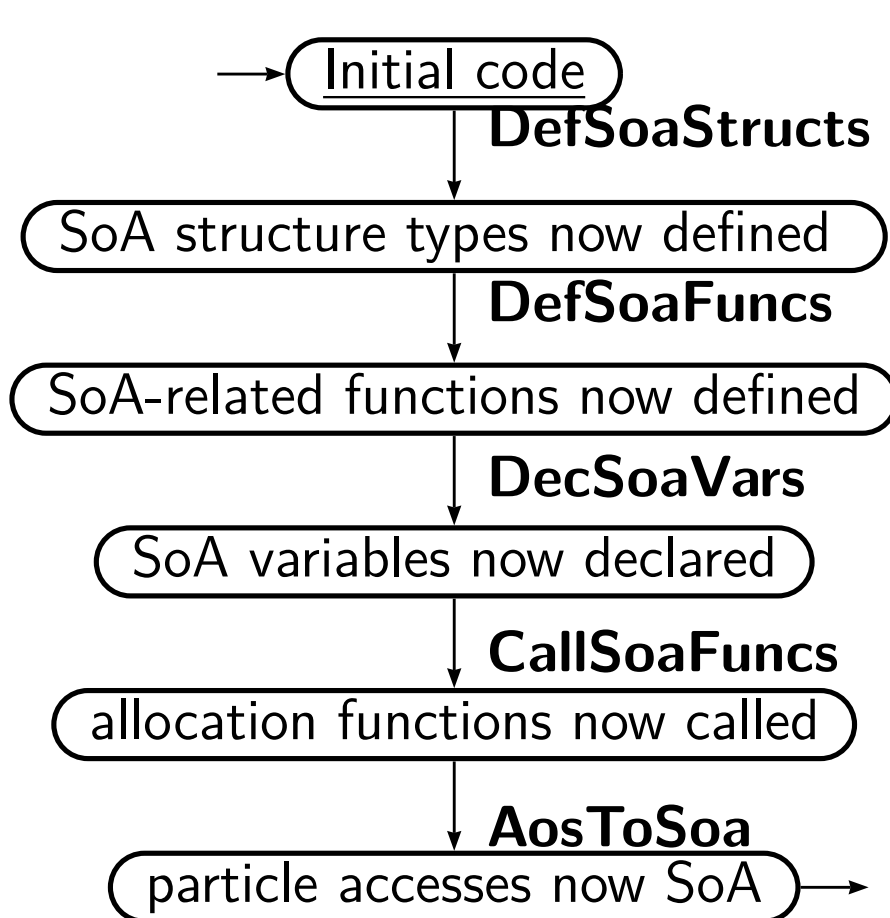 Initial code
DefSoaStructs
SoA structure types now defined
DefSoaFuncs
SoA-related functions now defined
DecSoaVars
SoA variables now declared
CallSoaFuncs
allocation functions now called
AosToSoa
particle accesses now SoA